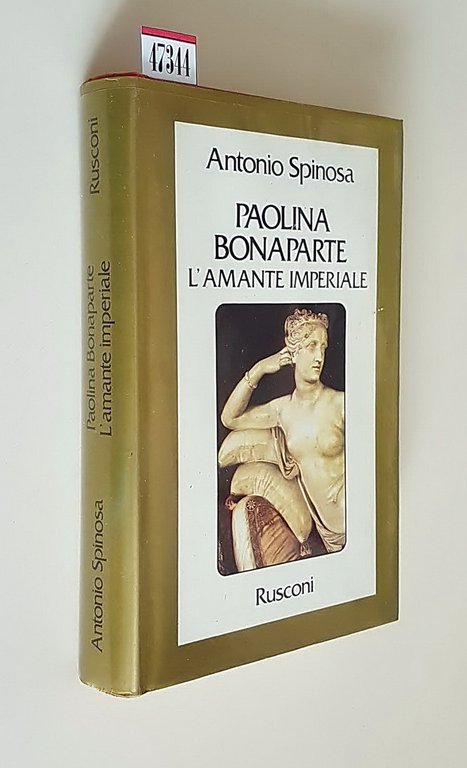 47344
Antonio Spinosa
PAOLINA
BONAPARTE
L'AMANTE IMPERIALE
Rusconi
Antonio Spinosa
Paolina Bonaparte
L'amante imperiale
Rusconi